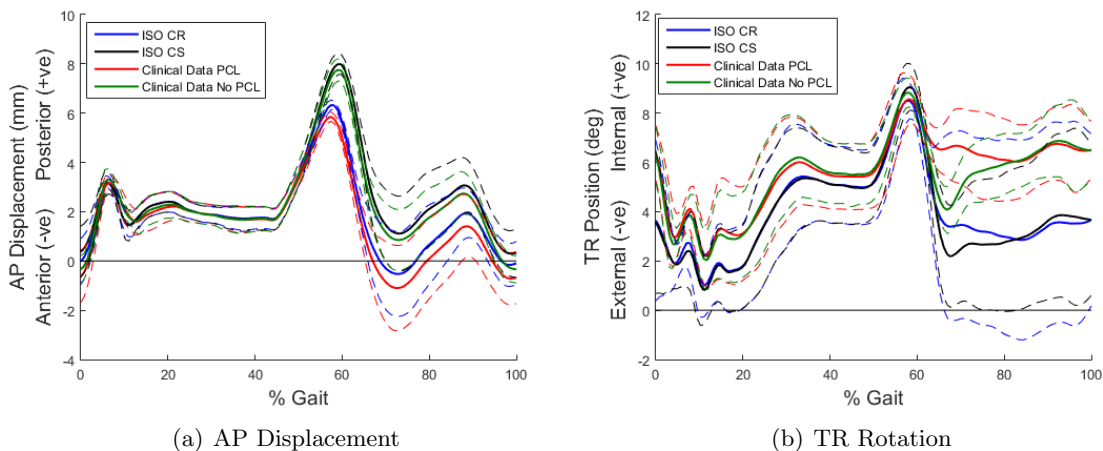 10
8
6
4
2
0
-2
-4
AP Displacement (mm)
Anterior (-ve) Posterior (+ve)
ISO CR
ISO CS
Clinical Data PCL
Clinical Data No PCL
0 20 40 60 80 100
% Gait
(a) AP Displacement
12
10
8
6
4
2
0
-2
TR Position (deg)
External (-ve) Internal (+ve)
ISO CR
ISO CS
Clinical Data PCL
Clinical Data No PCL
0 20 40 60 80 100
% Gait
(b) TR Rotation